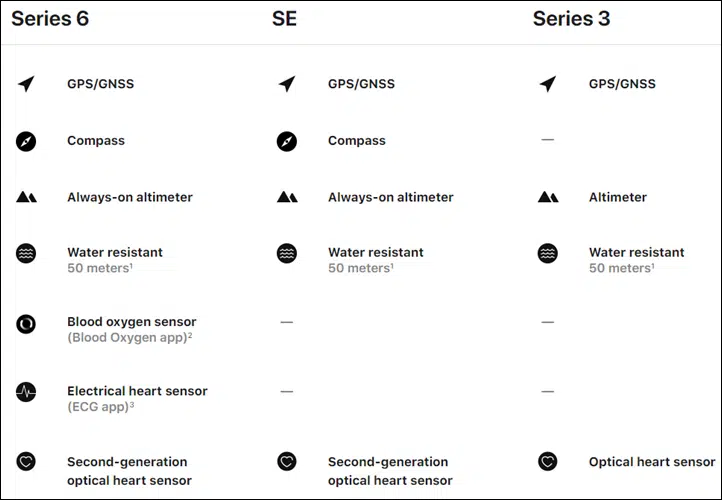 Series 6 SE Series 3
GPS/GNSS GPS/GNSS GPS/GNSS
Compass Compass —
Always-on altimeter Always-on altimeter Altimeter
Water resistant Water resistant Water resistant
50 meters¹ 50 meters¹ 50 meters¹
Blood oxygen sensor — —
(Blood Oxygen app)²
Electrical heart sensor — —
(ECG app)³
Second-generation Second-generation Optical heart sensor
optical heart sensor optical heart sensor